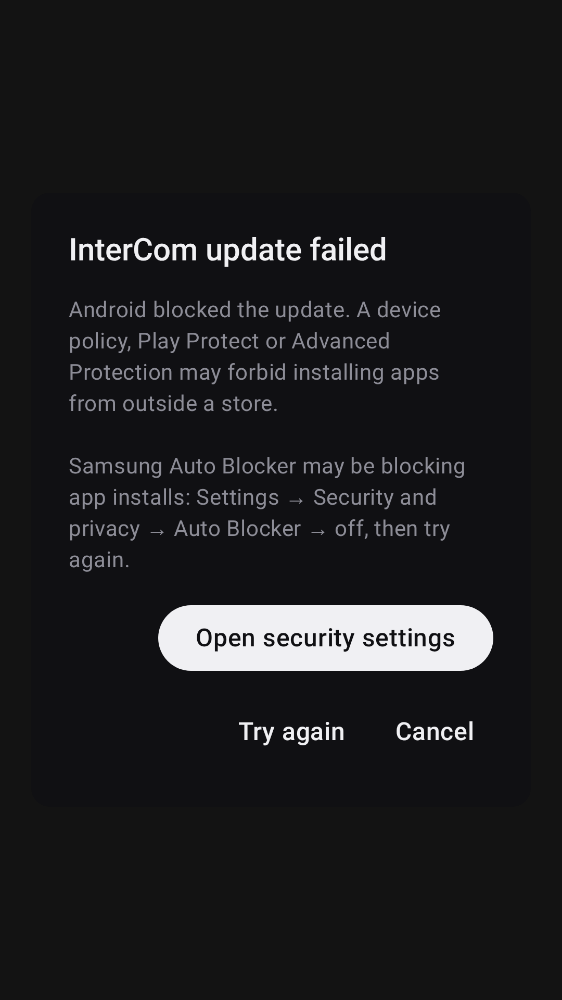 InterCom update failed
Android blocked the update. A device
policy, Play Protect or Advanced
Protection may forbid installing apps
from outside a store.
Samsung Auto Blocker may be blocking
app installs: Settings → Security and
privacy → Auto Blocker → off, then try
again.
Open security settings
Try again
Cancel